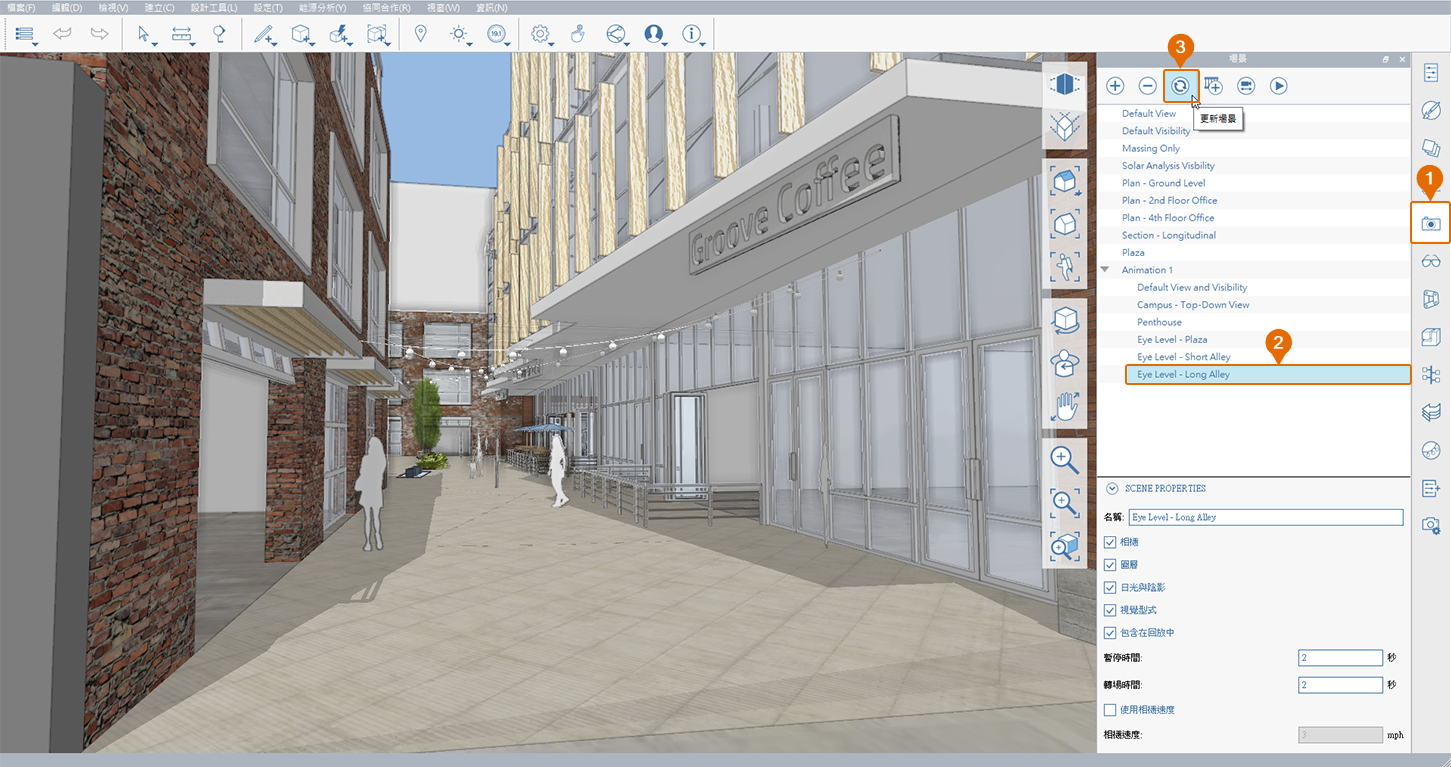 檔案(F) 編輯(D) 檢視(V) 建立(C) 設計工具(L) 設定(T) 能源分析(Y) 協同合作(R) 視窗(W) 資訊(N)
19.1
場景
3
更新場景
Default View
Default Visibility
Massing Only
Solar Analysis Visbility
Plan - Ground Level
Plan - 2nd Floor Office
Plan - 4th Floor Office
Section - Longitudinal
Plaza
Animation 1
Default View and Visibility
Campus - Top-Down View
Penthouse
Eye Level - Plaza
Eye Level - Short Alley
Eye Level - Long Alley
1
2
Groove Coffee
SCENE PROPERTIES
名稱: Eye Level - Long Alley
相機
圖層
日光與陰影
視覺型式
包含在回放中
暫停時間: 2 秒
轉場時間: 2 秒
使用相機速度
相機速度: 3 mph